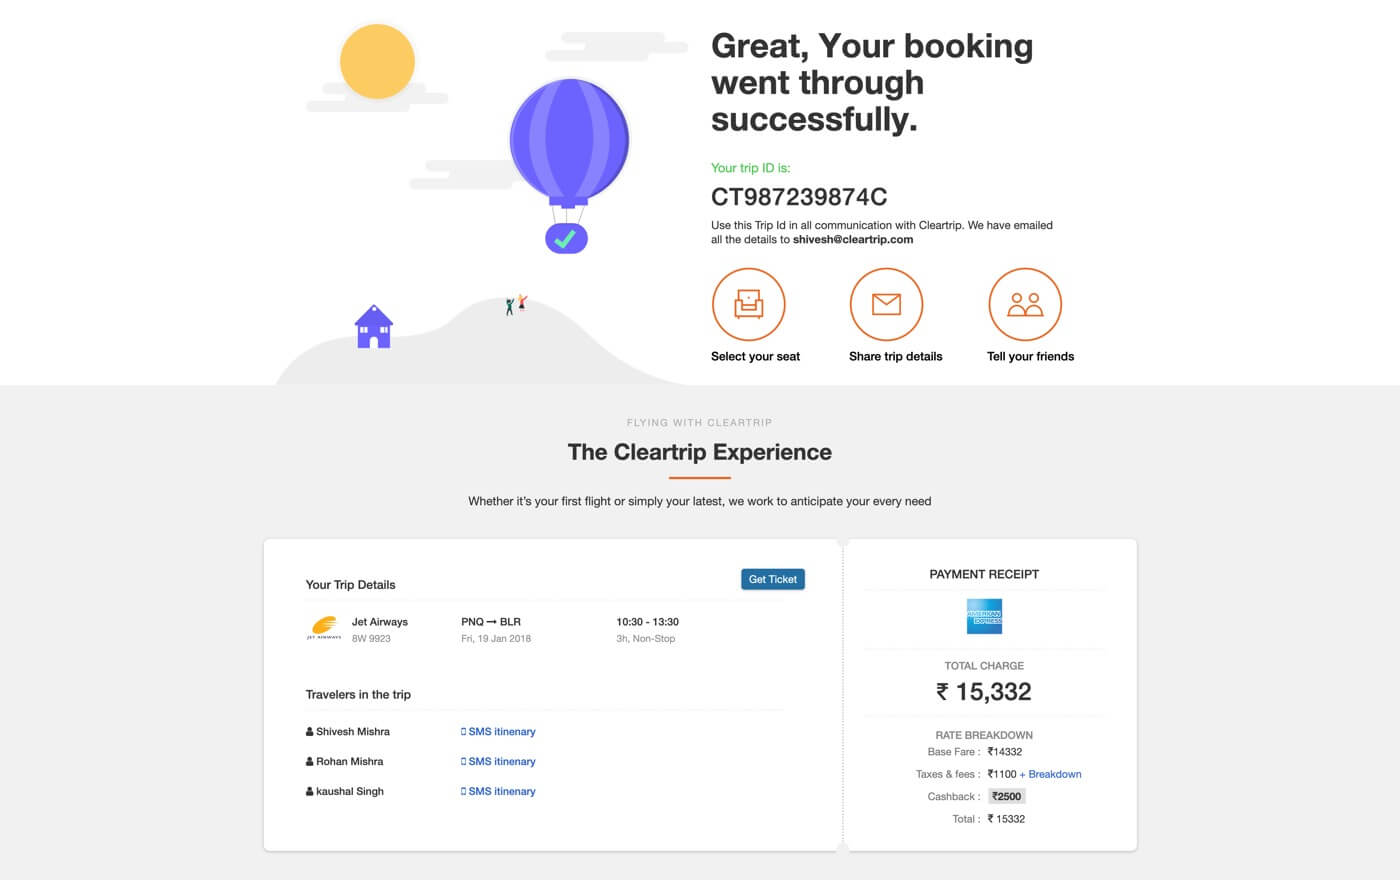 Great, Your booking
went through
successfully.
Your trip ID is:
CT987239874C
Use this Trip Id in all communication with Cleartrip. We have emailed
all the details to shivesh@cleartrip.com
Select your seat
Share trip details
Tell your friends
FLYING WITH CLEARTRIP
The Cleartrip Experience
Whether it's your first flight or simply your latest, we work to anticipate your every need
Your Trip Details
Get Ticket
JET AIRWAYS
Jet Airways
8W 9923
PNQ → BLR
Fri, 19 Jan 2018
10:30 - 13:30
3h, Non-Stop
Travelers in the trip
Shivesh Mishra
SMS itinenary
Rohan Mishra
SMS itinenary
kaushal Singh
SMS itinenary
PAYMENT RECEIPT
AMERICAN
EXPRESS
TOTAL CHARGE
₹ 15,332
RATE BREAKDOWN
Base Fare : ₹14332
Taxes & fees : ₹1100 + Breakdown
Cashback : ₹2500
Total : ₹ 15332